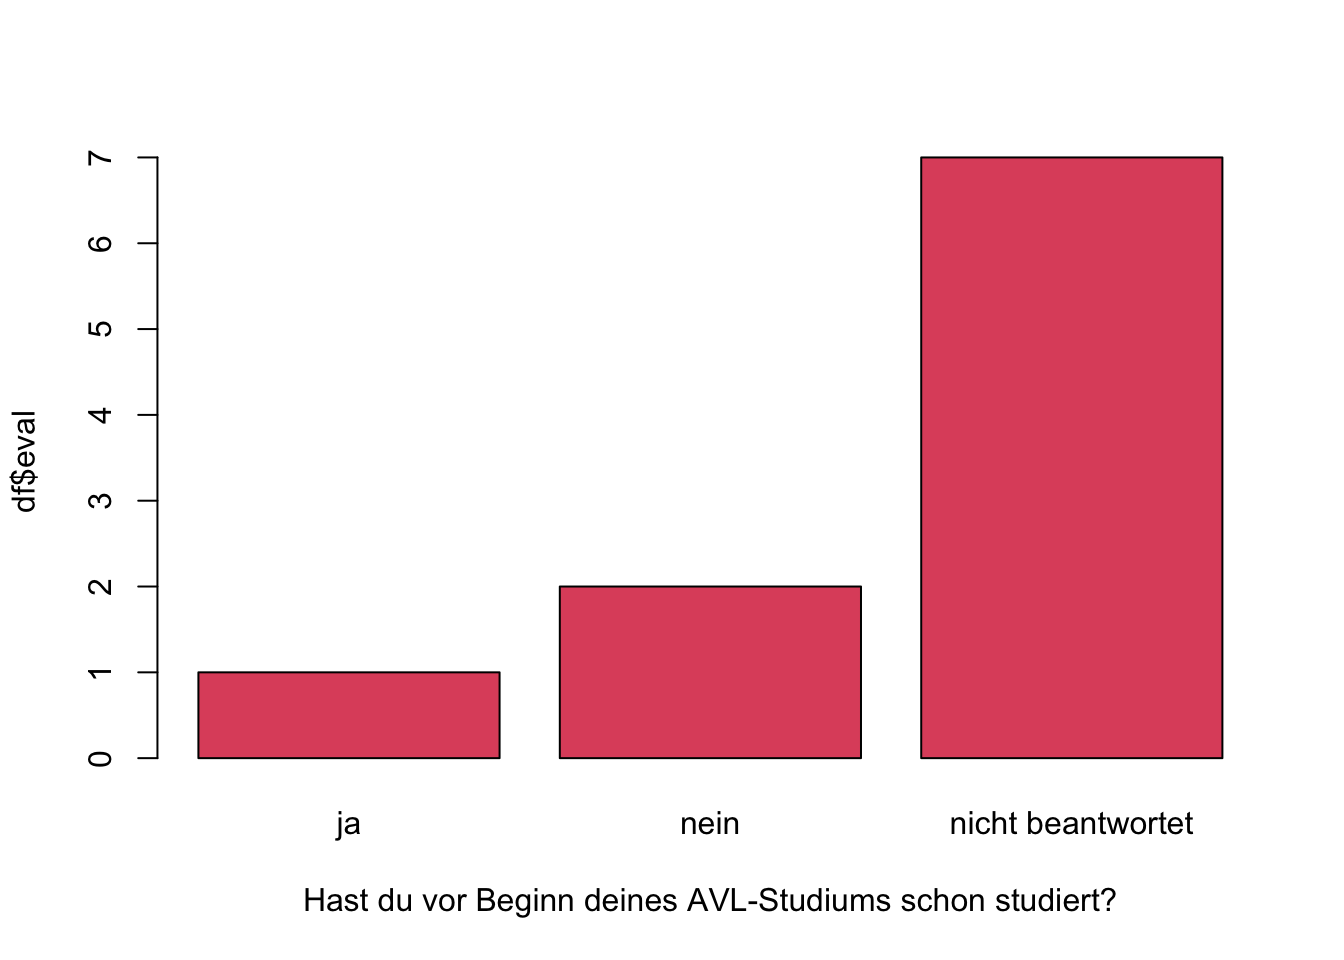 7
6
5
4
3
2
1
0
df$eval
ja nein nicht beantwortet
Hast du vor Beginn deines AVL-Studiums schon studiert?